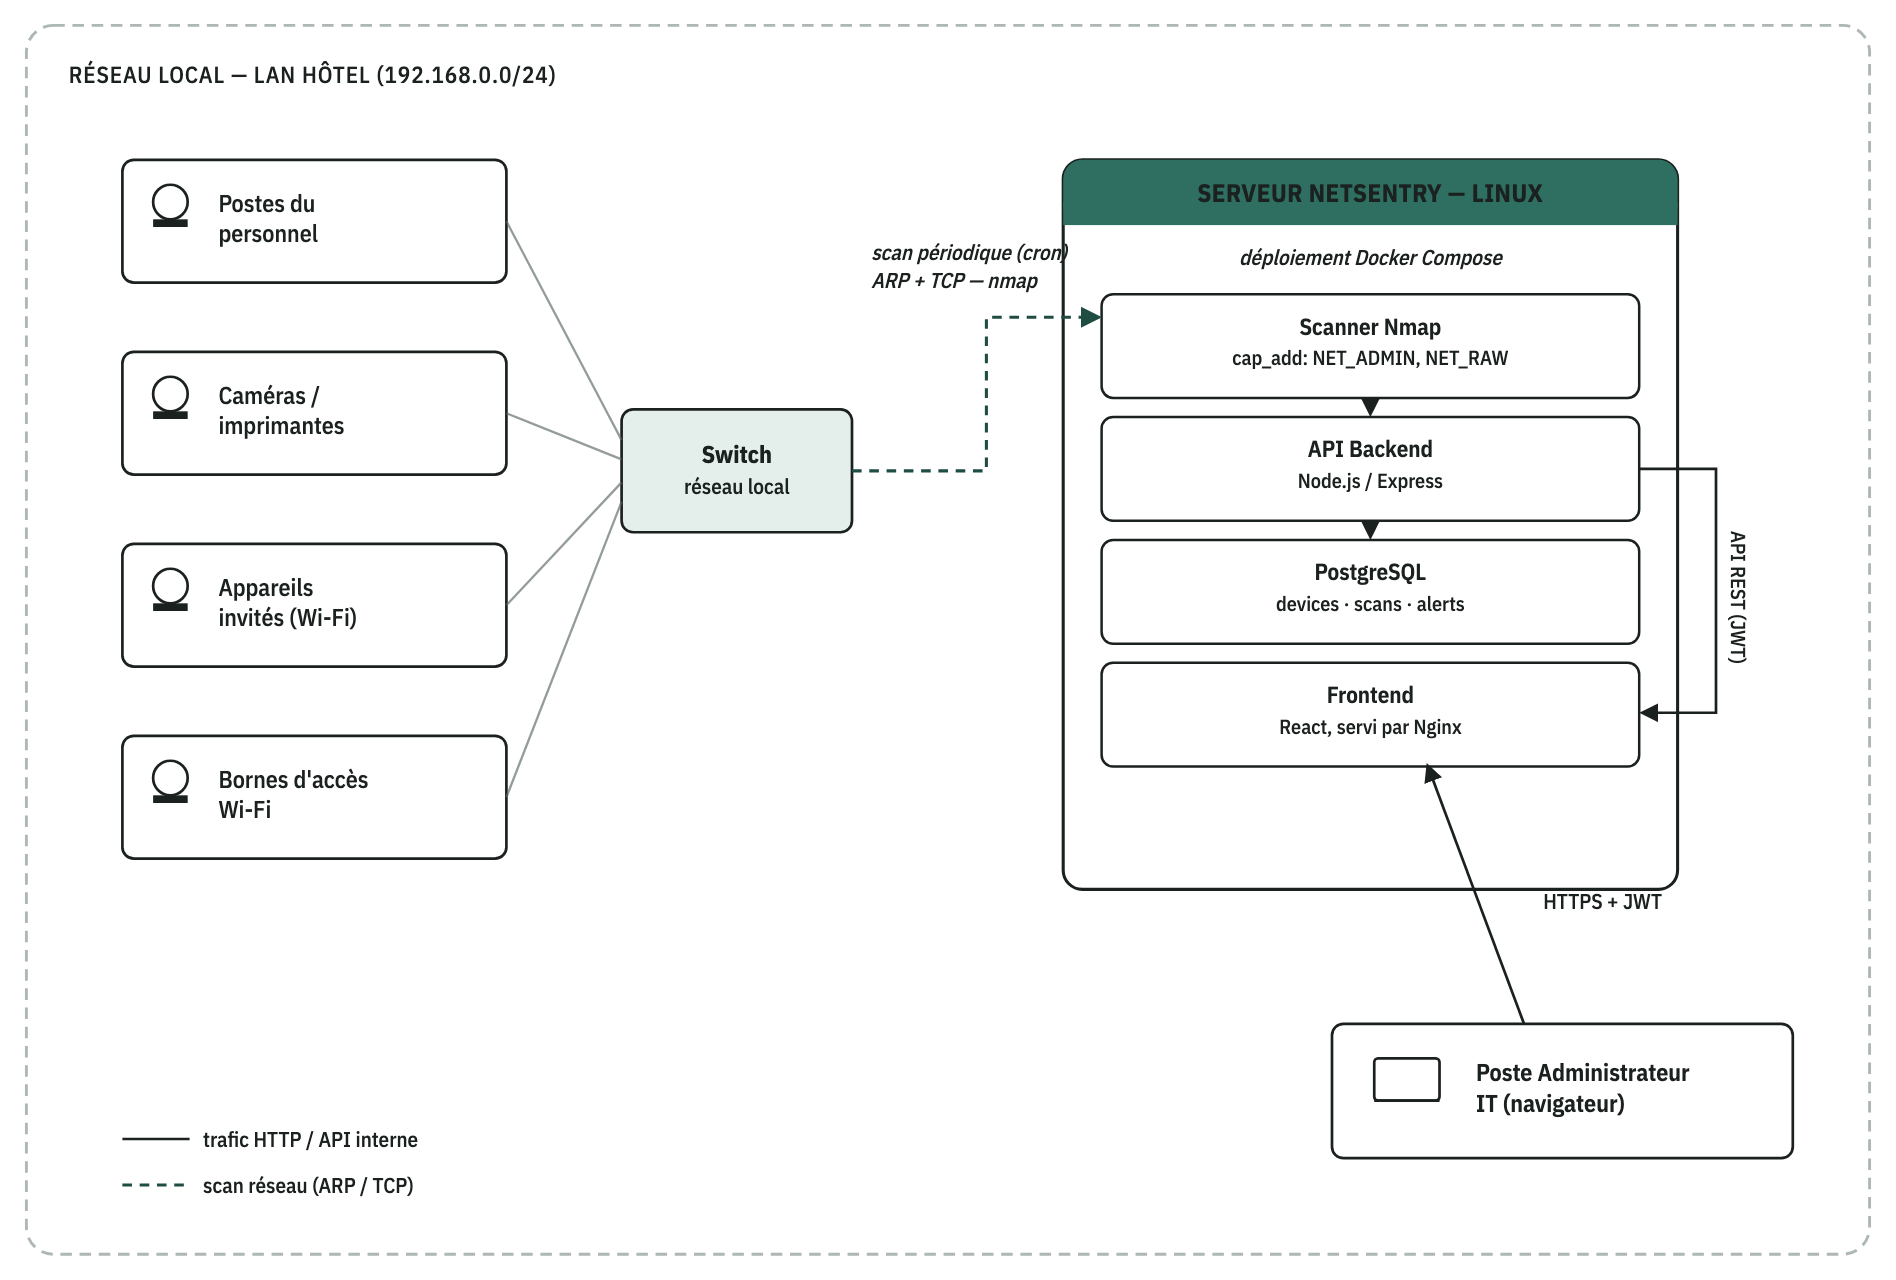 RÉSEAU LOCAL — LAN HÔTEL (192.168.0.0/24)
Postes du
personnel
Caméras /
imprimantes
Appareils
invités (Wi-Fi)
Bornes d'accès
Wi-Fi
Switch
réseau local
scan périodique (cron)
ARP + TCP — nmap
SERVEUR NETSENTRY — LINUX
déploiement Docker Compose
Scanner Nmap
cap_add: NET_ADMIN, NET_RAW
API Backend
Node.js / Express
PostgreSQL
devices · scans · alerts
Frontend
React, servi par Nginx
API REST (JWT)
HTTPS + JWT
Poste Administrateur
IT (navigateur)
trafic HTTP / API interne
scan réseau (ARP / TCP)